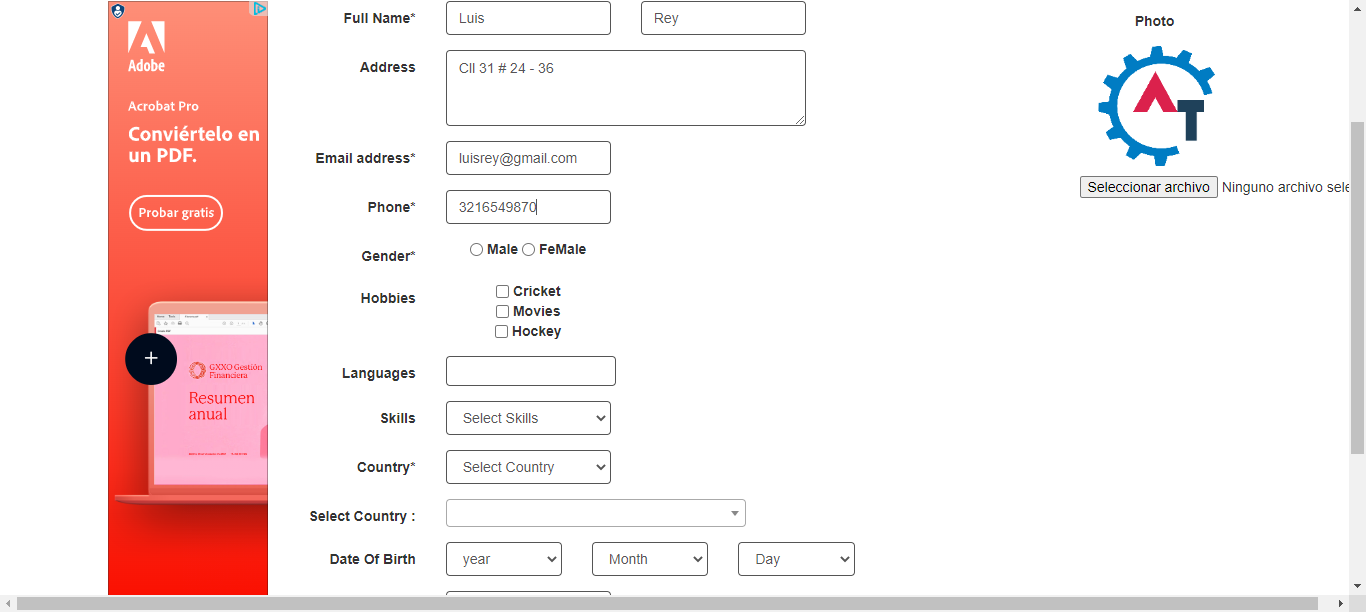 Adobe
Acrobat Pro
Conviértelo en
un PDF.
Probar gratis
+
GXXO Gestión
Financiera
Resumen
anual
Full Name* Luis Rey
Address Cll 31 # 24 - 36
Email address* luisrey@gmail.com
Phone* 3216549870
Gender* Male FeMale
Hobbies Cricket
Movies
Hockey
Languages
Skills Select Skills
Country* Select Country
Select Country :
Date Of Birth year Month Day
Photo
AT
Seleccionar archivo Ninguno archivo sele